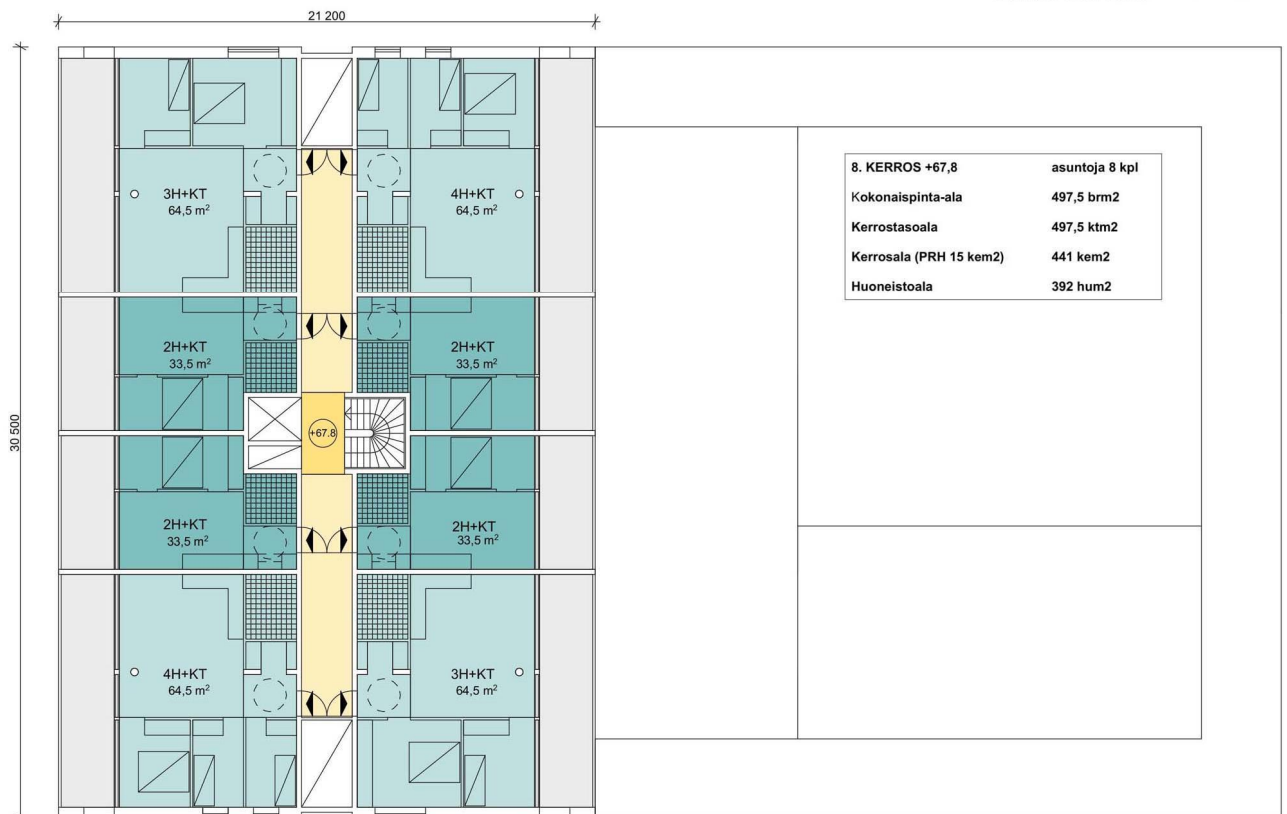 21 200
8. KERROS +67,8 asuntoja 8 kpl
Kokonaispinta-ala 497,5 brm2
Kerrostasoala 497,5 ktm2
Kerrosala (PRH 15 kem2) 441 kem2
Huoneistoala 392 hum2
3H+KT
64,5 m²
4H+KT
64,5 m²
2H+KT
33,5 m²
2H+KT
33,5 m²
30 500
+67.8
2H+KT
33,5 m²
2H+KT
33,5 m²
4H+KT
64,5 m²
3H+KT
64,5 m²